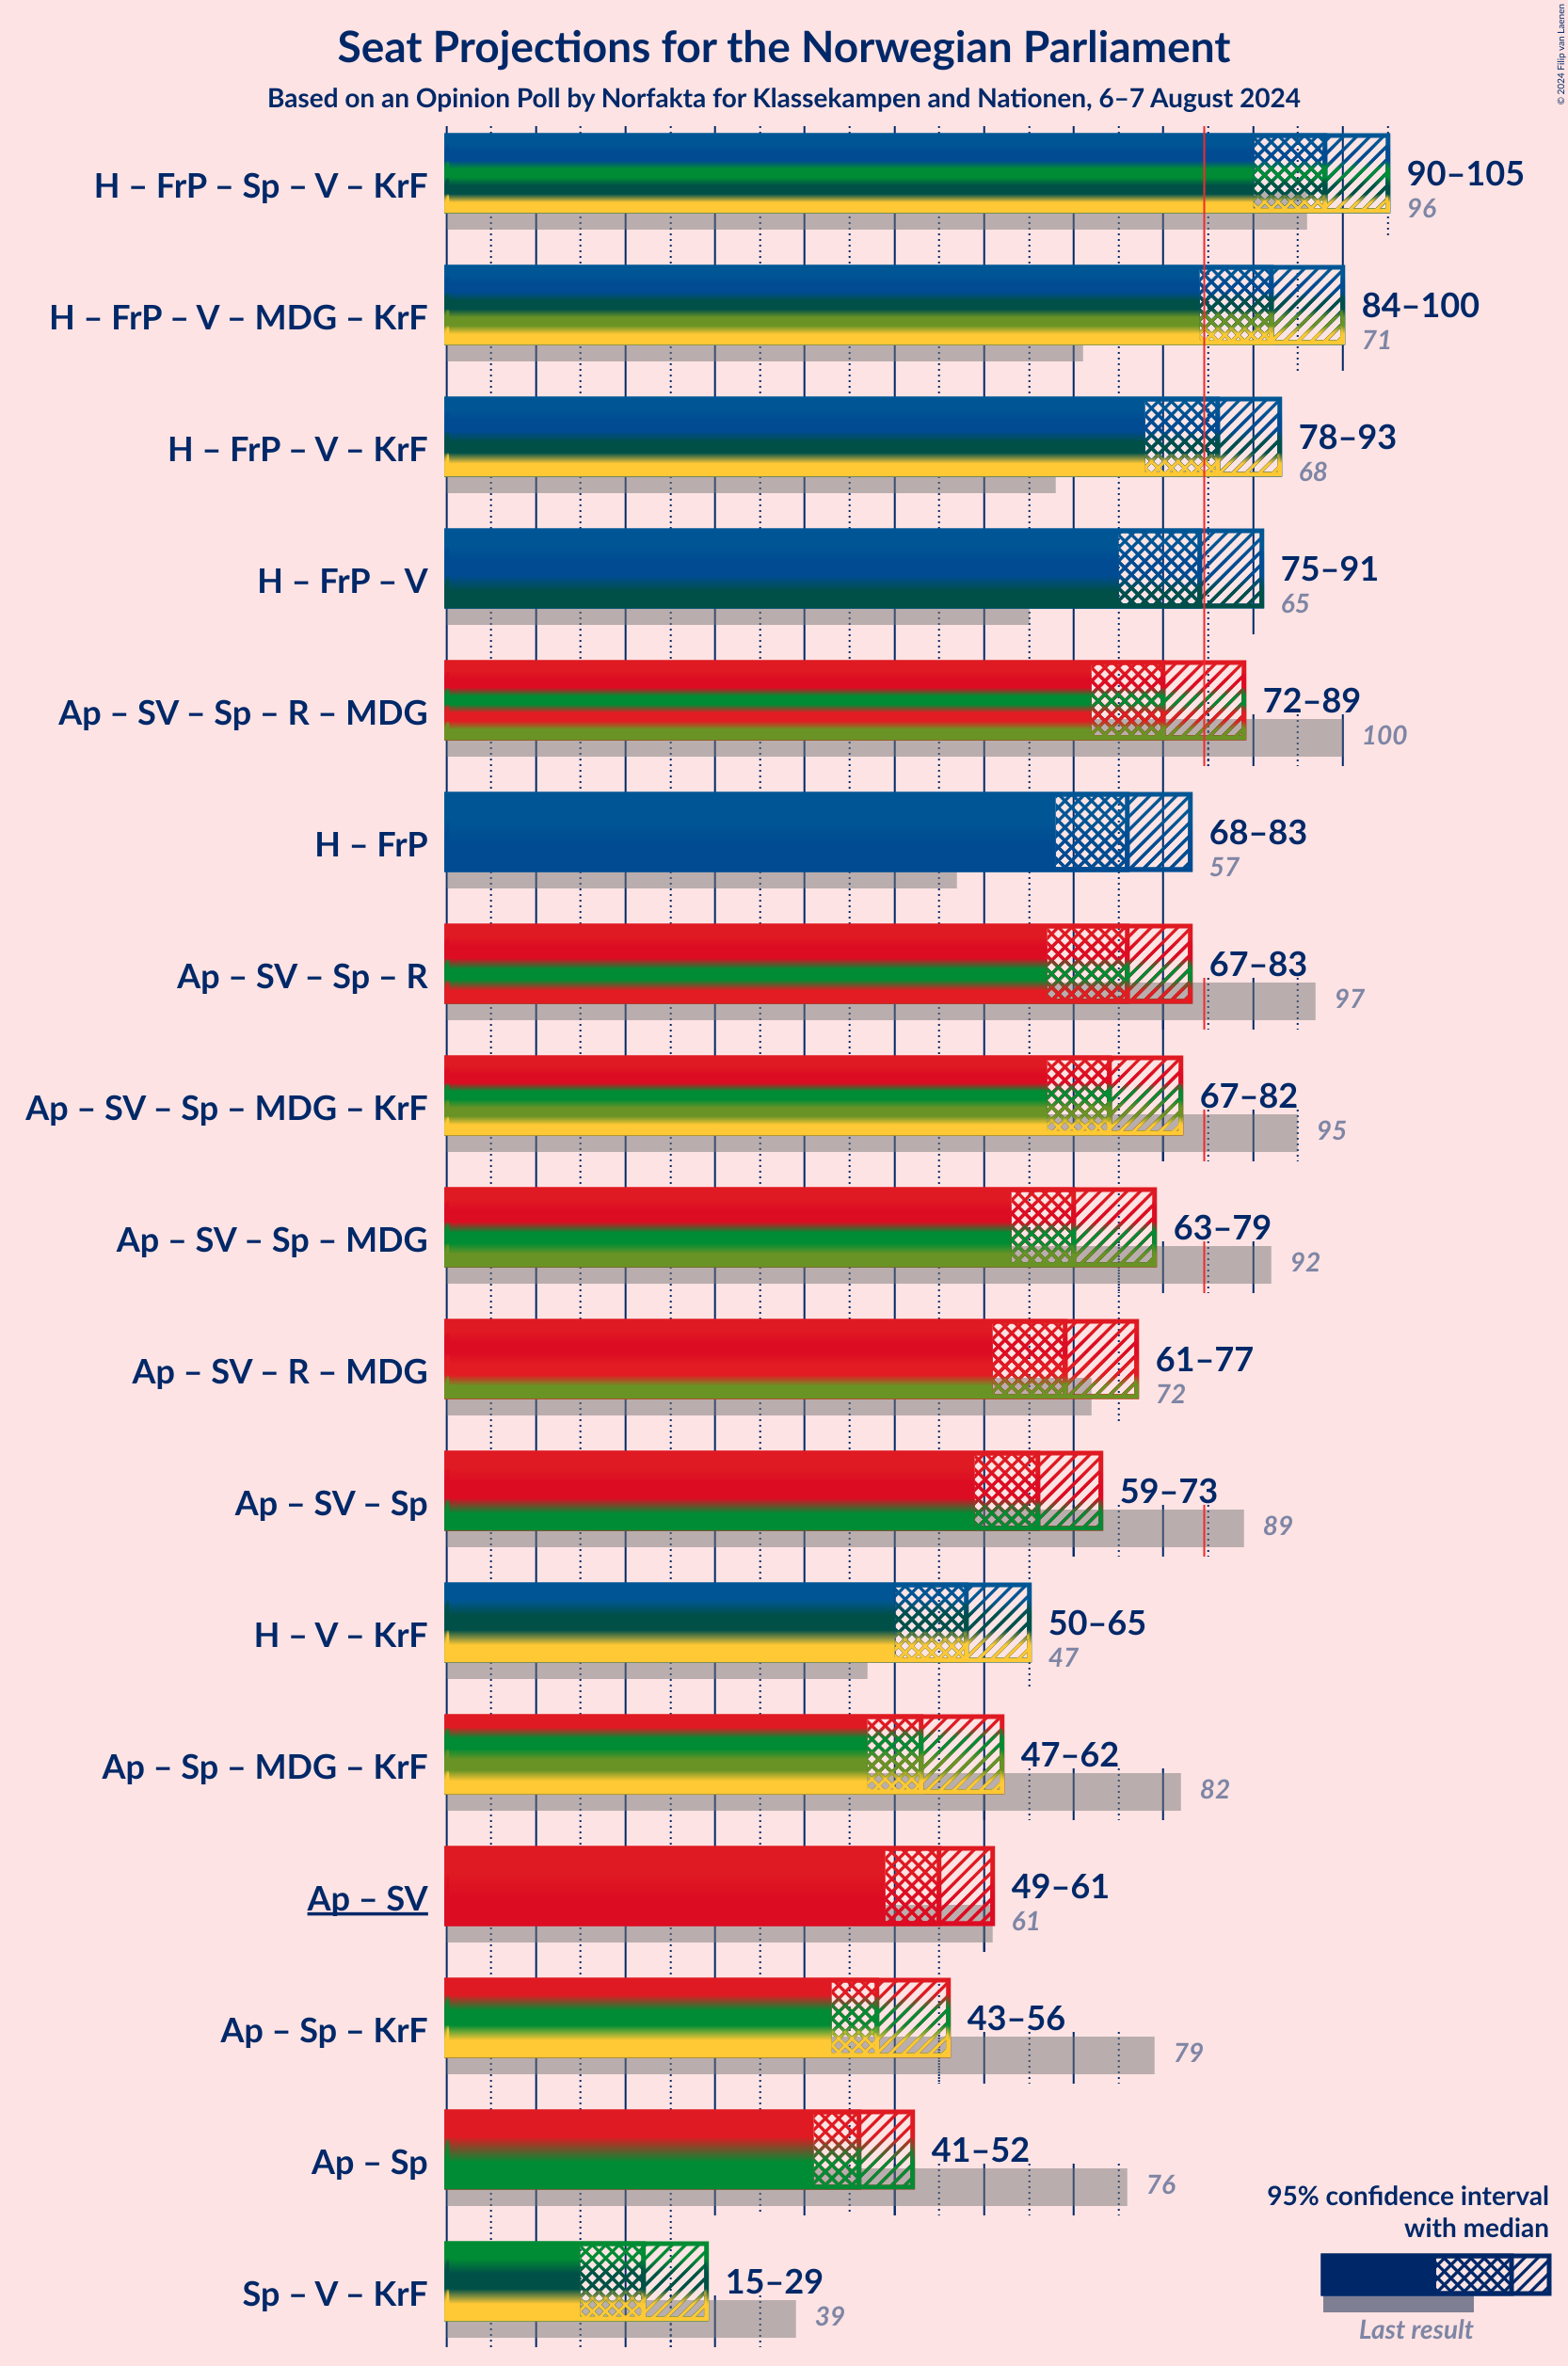 © 2024 Filip van Laenen
Seat Projections for the Norwegian Parliament
Based on an Opinion Poll by Norfakta for Klassekampen and Nationen, 6–7 August 2024
H – FrP – Sp – V – KrF
90–105
96
H – FrP – V – MDG – KrF
84–100
71
H – FrP – V – KrF
78–93
68
H – FrP – V
75–91
65
Ap – SV – Sp – R – MDG
72–89
100
H – FrP
68–83
57
Ap – SV – Sp – R
67–83
97
Ap – SV – Sp – MDG – KrF
67–82
95
Ap – SV – Sp – MDG
63–79
92
Ap – SV – R – MDG
61–77
72
Ap – SV – Sp
59–73
89
H – V – KrF
50–65
47
Ap – Sp – MDG – KrF
47–62
82
Ap – SV
49–61
61
Ap – Sp – KrF
43–56
79
Ap – Sp
41–52
76
Sp – V – KrF
15–29
39
95% confidence interval
with median
Last result